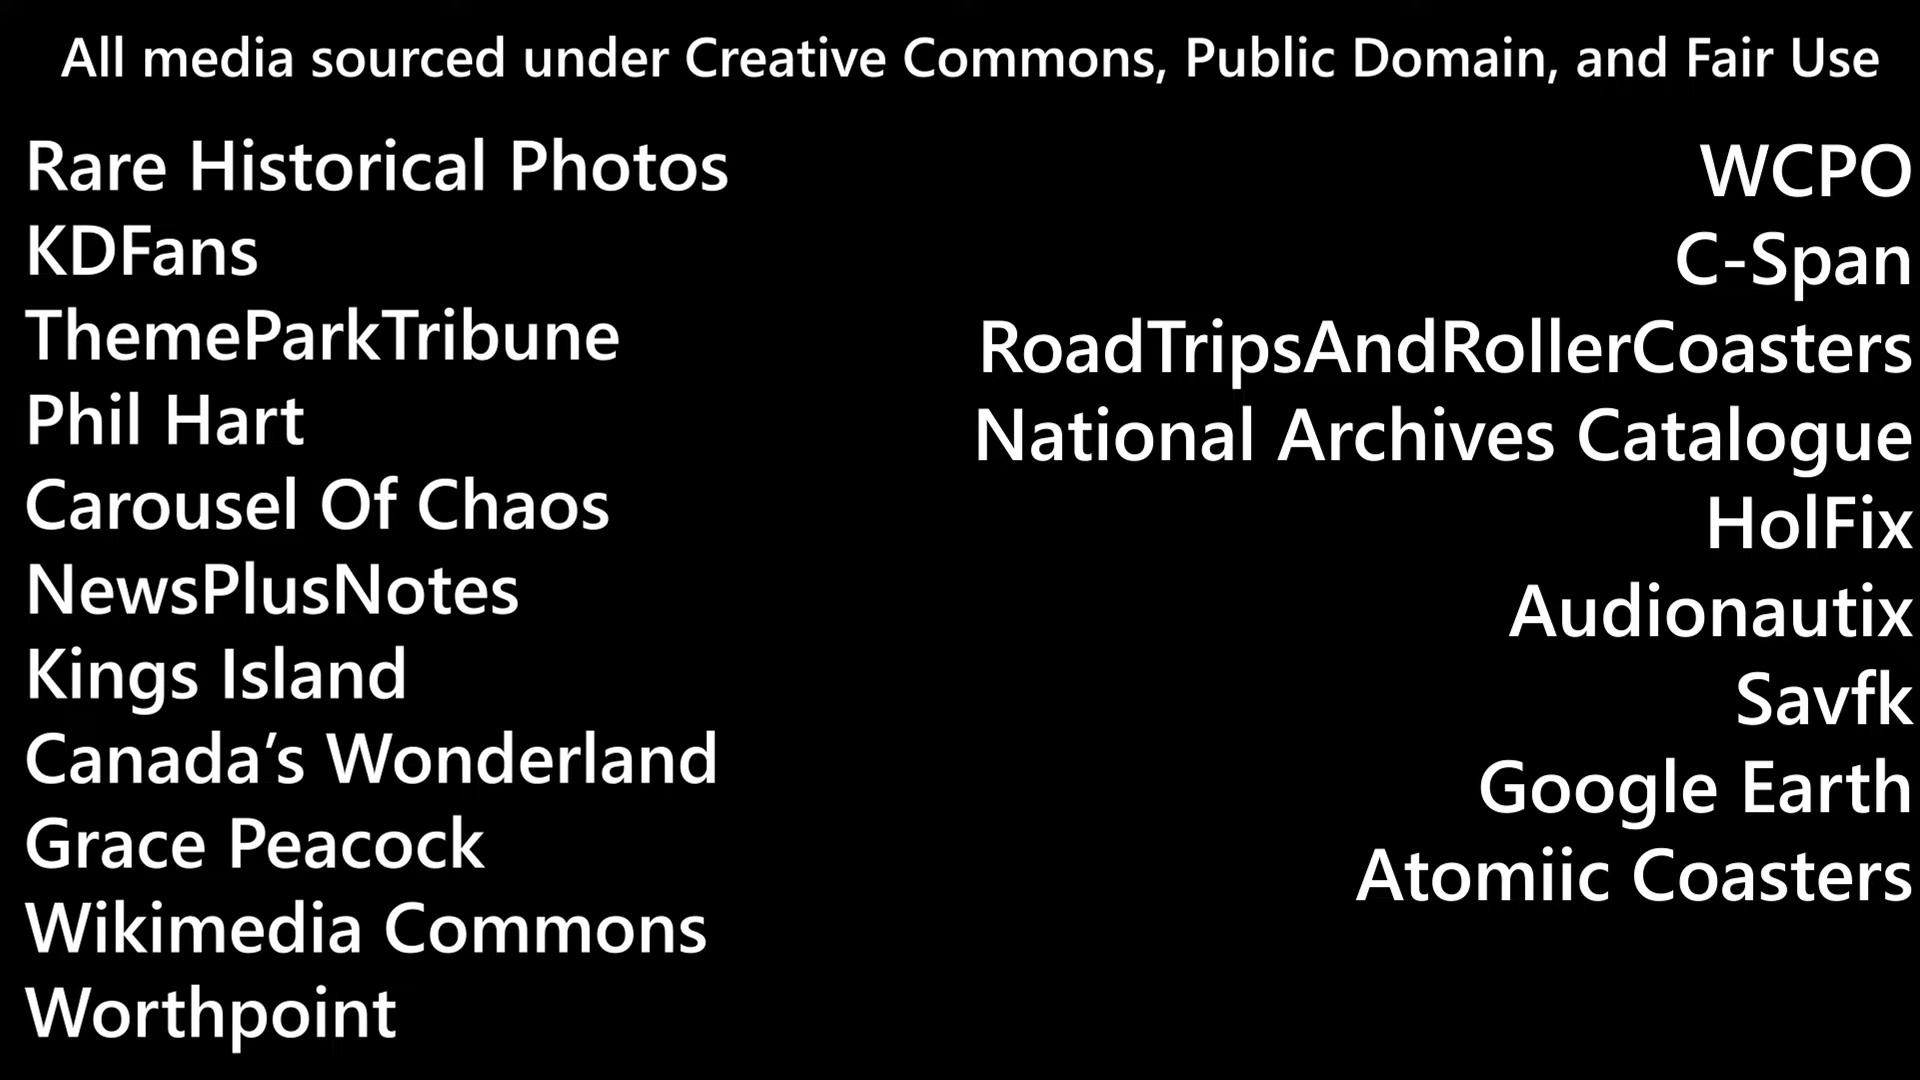 All media sourced under Creative Commons, Public Domain, and Fair Use
Rare Historical Photos
KDFans
ThemeParkTribune
Phil Hart
Carousel Of Chaos
NewsPlusNotes
Kings Island
Canada’s Wonderland
Grace Peacock
Wikimedia Commons
Worthpoint
WCPO
C-Span
RoadTripsAndRollerCoasters
National Archives Catalogue
HolFix
Audionautix
Savfk
Google Earth
Atomiic Coasters